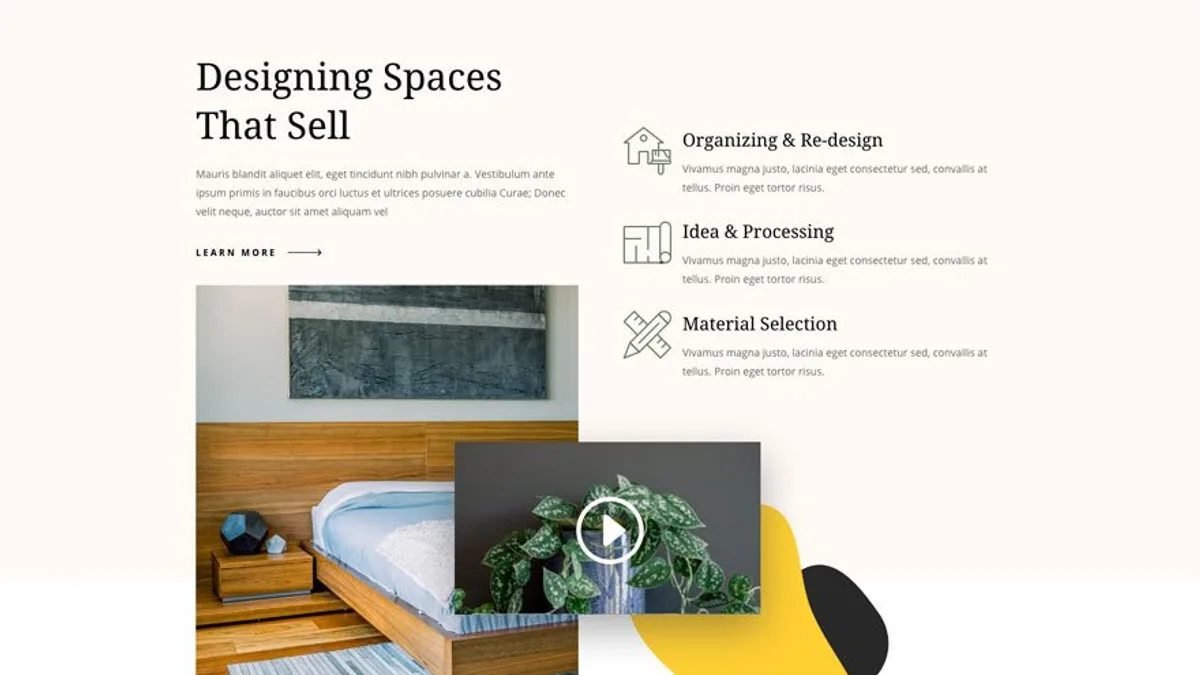 Designing Spaces
That Sell
Mauris blandit aliquet elit, eget tincidunt nibh pulvinar a. Vestibulum ante
ipsum primis in faucibus orci luctus et ultrices posuere cubilia Curae; Donec
velit neque, auctor sit amet aliquam vel
LEARN MORE
Organizing & Re-design
Vivamus magna justo, lacinia eget consectetur sed, convallis at
tellus. Proin eget tortor risus.
Idea & Processing
Vivamus magna justo, lacinia eget consectetur sed, convallis at
tellus. Proin eget tortor risus.
Material Selection
Vivamus magna justo, lacinia eget consectetur sed, convallis at
tellus. Proin eget tortor risus.